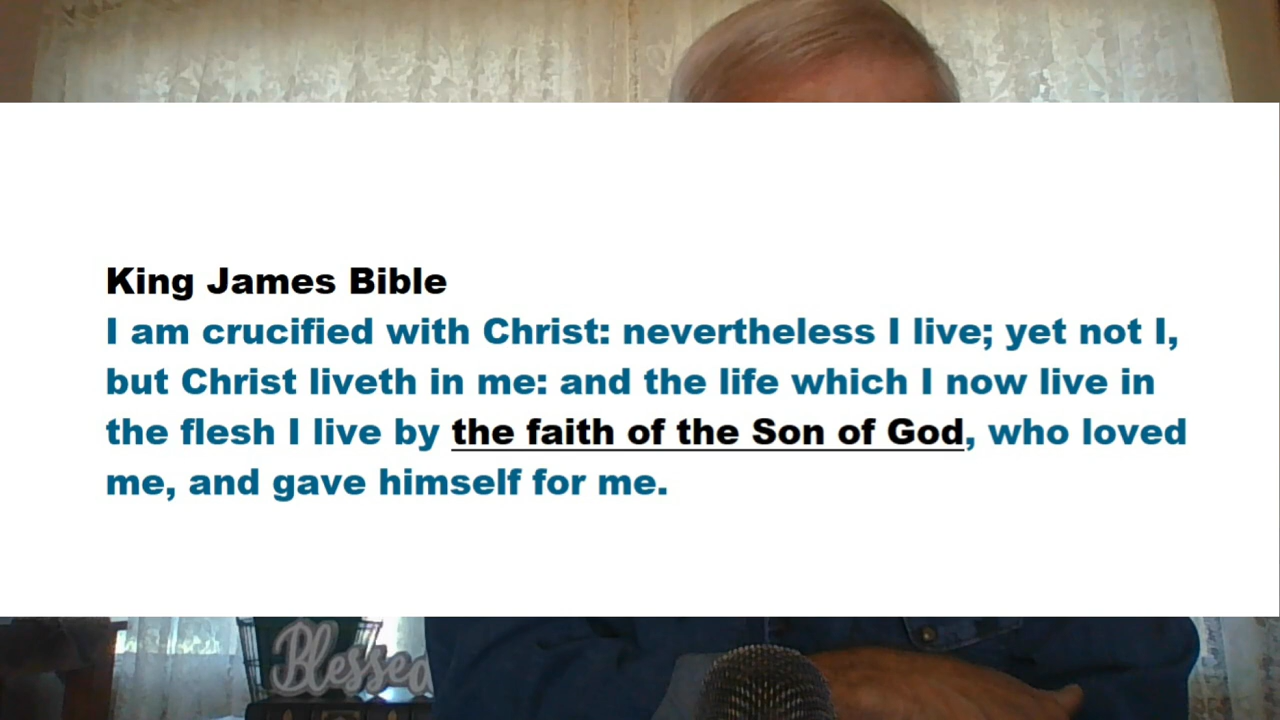 King James Bible
I am crucified with Christ: nevertheless I live; yet not I,
but Christ liveth in me: and the life which I now live in
the flesh I live by the faith of the Son of God, who loved
me, and gave himself for me.
Blessed